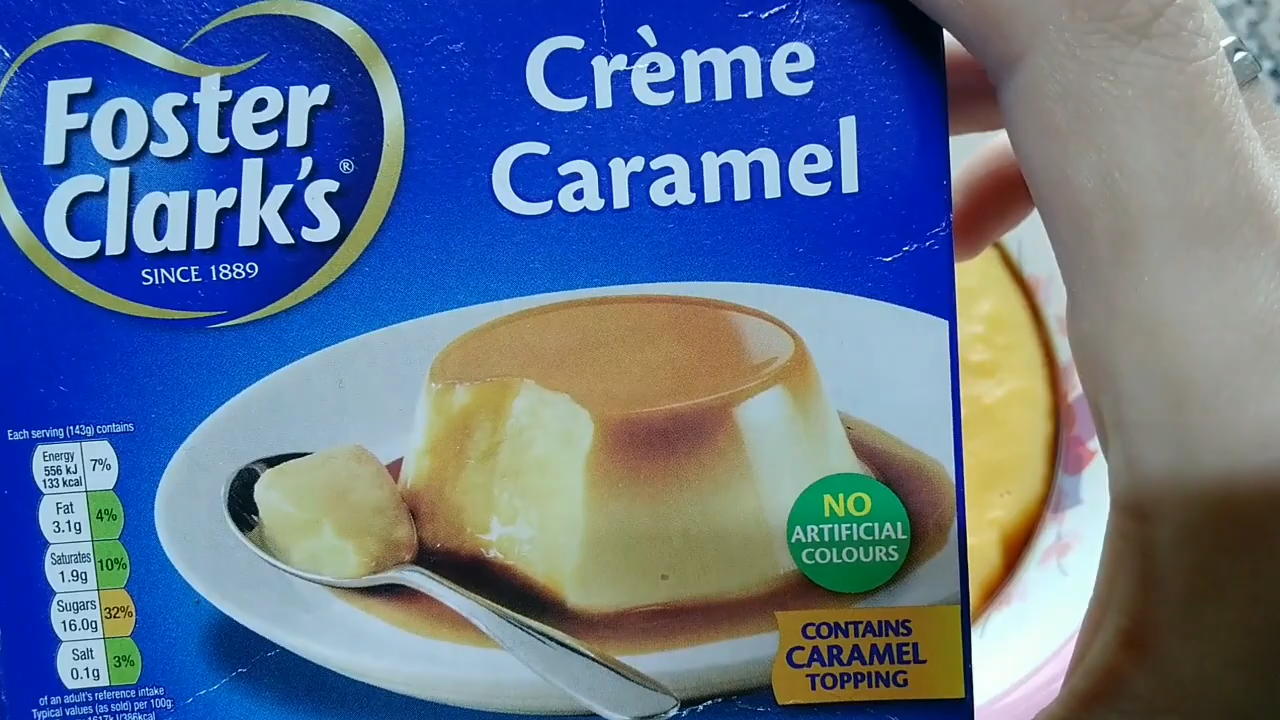 Foster
Clark's®
SINCE 1889
Crème
Caramel
Each serving (143g) contains
Energy
556 kJ
133 kcal
7%
Fat
3.1g
4%
Saturates
1.9g
10%
Sugars
16.0g
32%
Salt
0.1g
3%
of an adult's reference intake
Typical values (as sold) per 100g:
NO
ARTIFICIAL
COLOURS
CONTAINS
CARAMEL
TOPPING